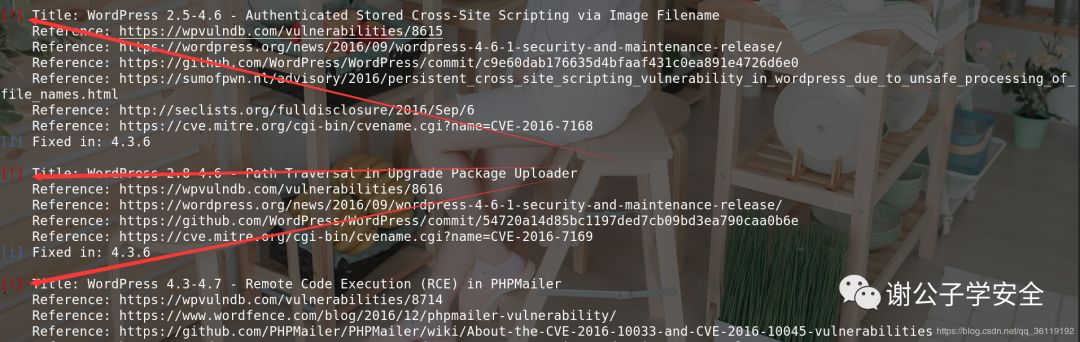 [!] Title: WordPress 2.5-4.6 - Authenticated Stored Cross-Site Scripting via Image Filename
Reference: https://wpvulndb.com/vulnerabilities/8615
Reference: https://wordpress.org/news/2016/09/wordpress-4-6-1-security-and-maintenance-release/
Reference: https://github.com/WordPress/WordPress/commit/c9e60dab176635d4bfaaf431c0ea891e4726d6e0
Reference: https://sumofpwn.nl/advisory/2016/persistent_cross_site_scripting_vulnerability_in_wordpress_due_to_unsafe_processing_of_
file_names.html
Reference: http://seclists.org/fulldisclosure/2016/Sep/6
Reference: https://cve.mitre.org/cgi-bin/cvename.cgi?name=CVE-2016-7168
[i] Fixed in: 4.3.6
[!] Title: WordPress 2.8-4.6 - Path Traversal in Upgrade Package Uploader
Reference: https://wpvulndb.com/vulnerabilities/8616
Reference: https://wordpress.org/news/2016/09/wordpress-4-6-1-security-and-maintenance-release/
Reference: https://github.com/WordPress/WordPress/commit/54720a14d85bc1197ded7cb09bd3ea790caa0b6e
Reference: https://cve.mitre.org/cgi-bin/cvename.cgi?name=CVE-2016-7169
[i] Fixed in: 4.3.6
[!] Title: WordPress 4.3-4.7 - Remote Code Execution (RCE) in PHPMailer
Reference: https://wpvulndb.com/vulnerabilities/8714
Reference: https://www.wordfence.com/blog/2016/12/phpmailer-vulnerability/
Reference: https://github.com/PHPMailer/PHPMailer/wiki/About-the-CVE-2016-10033-and-CVE-2016-10045-vulnerabilities
谢公子学安全
https://blog.csdn.net/qq_36119192